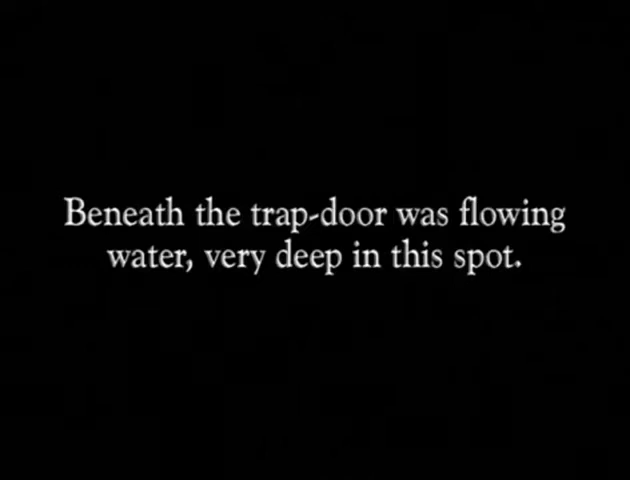 Beneath the trap-door was flowing
water, very deep in this spot.